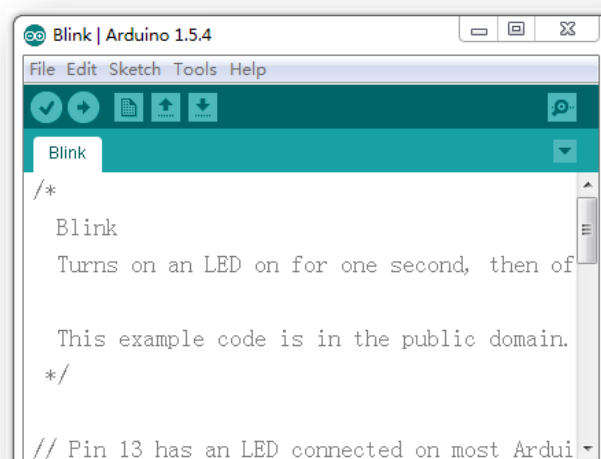 Blink | Arduino 1.5.4
File Edit Sketch Tools Help
Blink
/*
Blink
Turns on an LED on for one second, then of
This example code is in the public domain.
*/
// Pin 13 has an LED connected on most Ardui